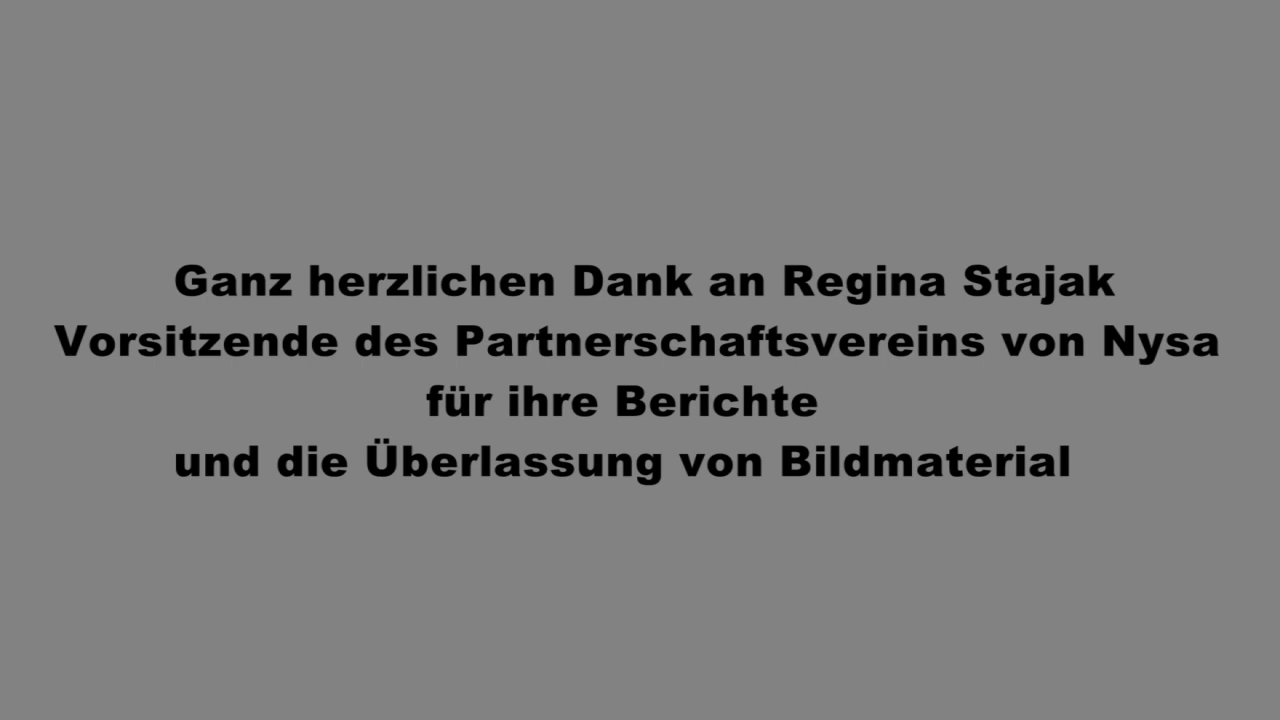 Ganz herzlichen Dank an Regina Stajak
Vorsitzende des Partnerschaftsvereins von Nysa
für ihre Berichte
und die Überlassung von Bildmaterial